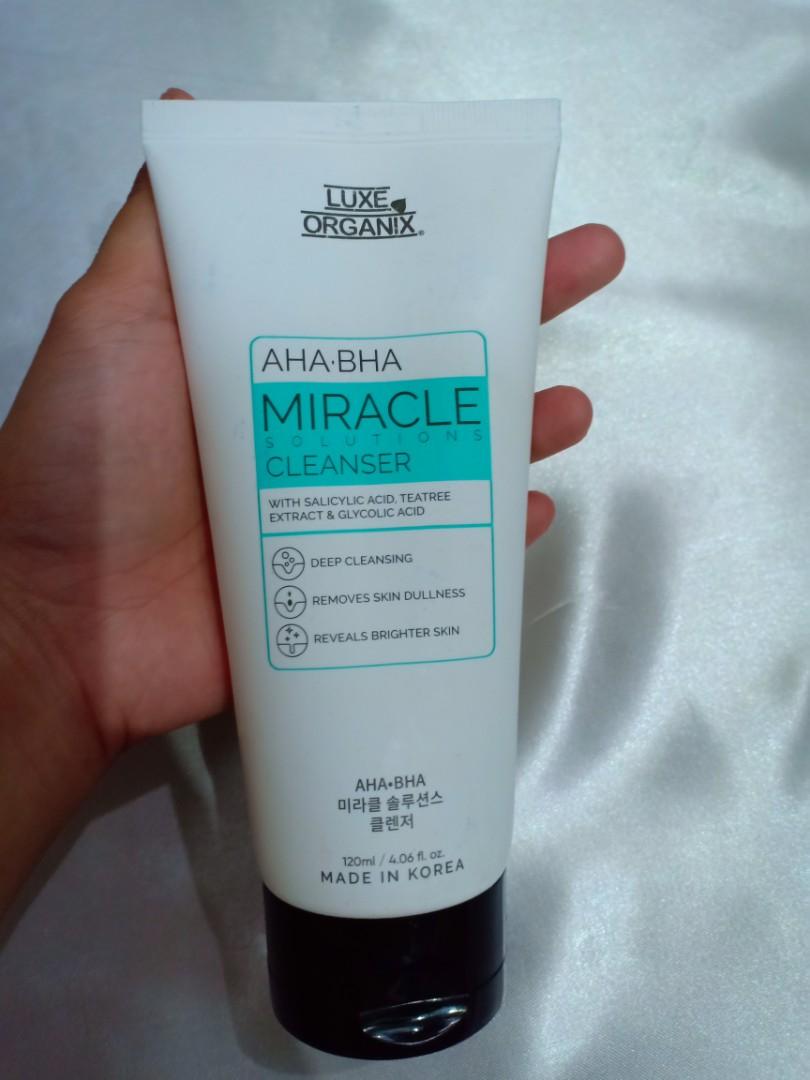 LUXE
ORGANIX®
AHA·BHA
MIRACLE
SOLUTIONS
CLEANSER
WITH SALICYLIC ACID, TEATREE
EXTRACT & GLYCOLIC ACID
DEEP CLEANSING
REMOVES SKIN DULLNESS
REVEALS BRIGHTER SKIN
AHA•BHA
미라클 솔루션스
클렌저
120ml / 4.06 fl. oz.
MADE IN KOREA